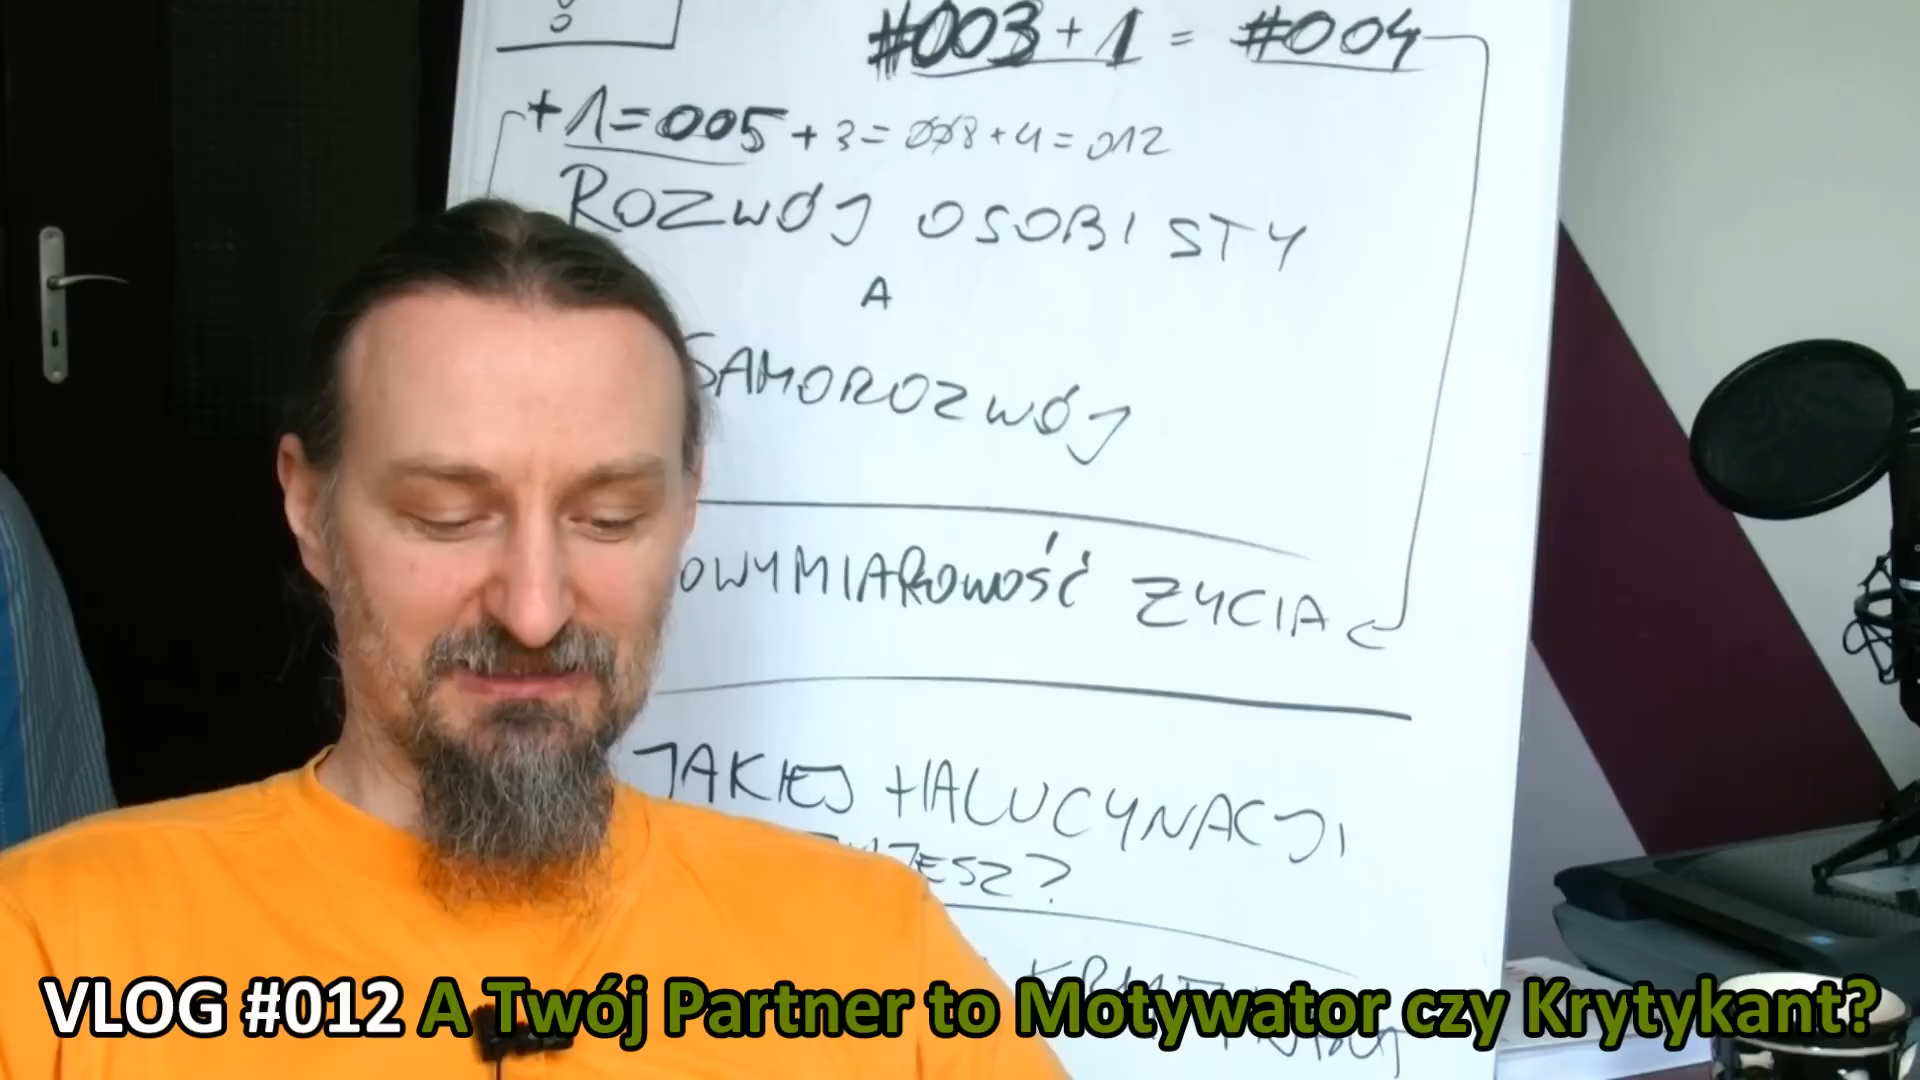 #003 + 1 = #004
+ 1 = 005 + 3 = 008 + 4 = 012
ROZWÓJ OSOBISTY
A
SAMOROZWÓJ
OWYMIAROWOŚĆ ŻYCIA
JAKIEJ HALUCYNACJI
VLOG #012 A Twój Partner to Motywator czy Krytykant?